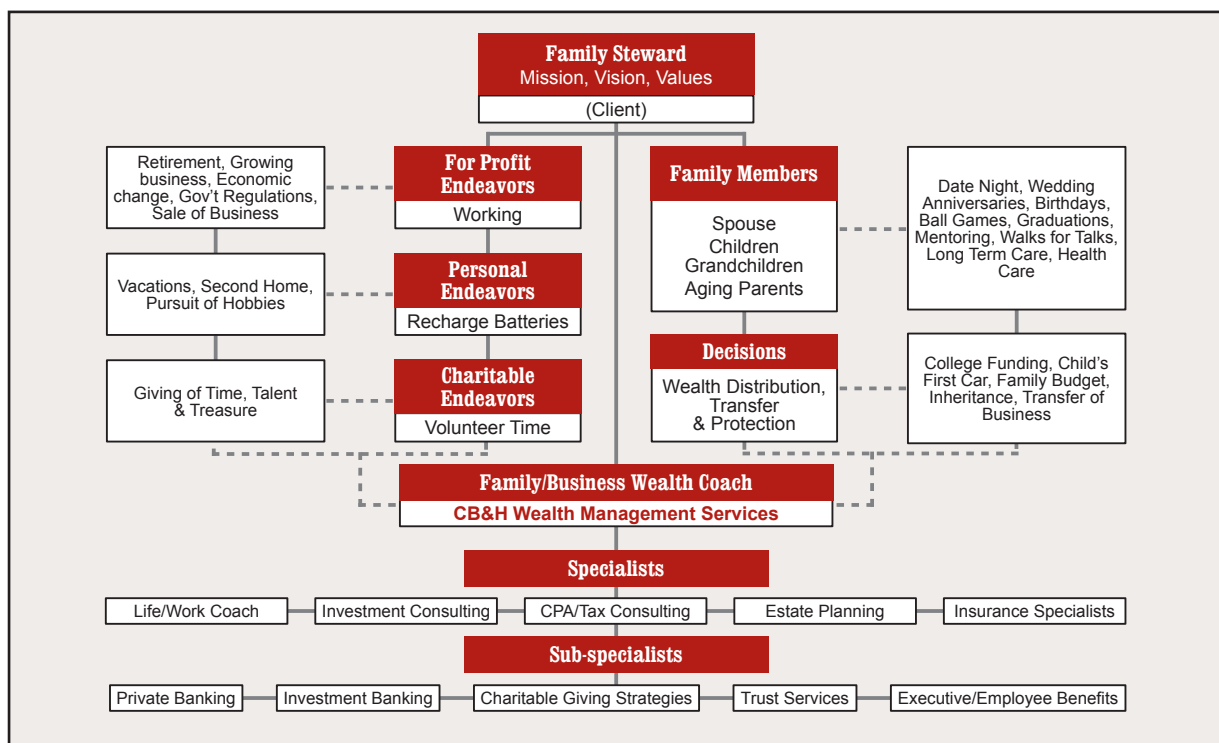 Family Steward
Mission, Vision, Values
(Client)
Retirement, Growing
business, Economic
change, Gov't Regulations,
Sale of Business
For Profit
Endeavors
Working
Family Members
Spouse
Children
Grandchildren
Aging Parents
Date Night, Wedding
Anniversaries, Birthdays,
Ball Games, Graduations,
Mentoring, Walks for Talks,
Long Term Care, Health
Care
Vacations, Second Home,
Pursuit of Hobbies
Personal
Endeavors
Recharge Batteries
Giving of Time, Talent
& Treasure
Charitable
Endeavors
Volunteer Time
Decisions
Wealth Distribution,
Transfer
& Protection
College Funding, Child's
First Car, Family Budget,
Inheritance, Transfer of
Business
Family/Business Wealth Coach
CB&H Wealth Management Services
Specialists
Life/Work Coach
Investment Consulting
CPA/Tax Consulting
Estate Planning
Insurance Specialists
Sub-specialists
Private Banking
Investment Banking
Charitable Giving Strategies
Trust Services
Executive/Employee Benefits